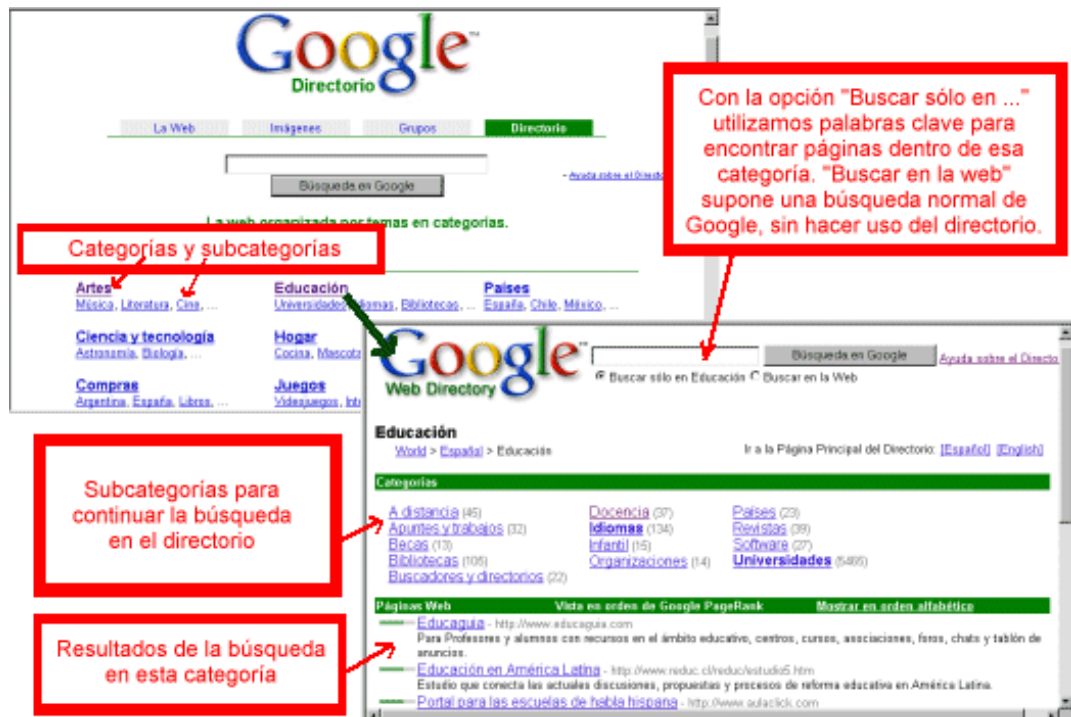 Google™
Directorio
La Web Imágenes Grupos Directorio
Búsqueda en Google
- Ayuda sobre el Directo
La web organizada por temas en categorías.
Categorías y subcategorías
Artes
Música, Literatura, Cine, ...
Educación
Universidades, Idiomas, Bibliotecas, ...
Países
España, Chile, México, ...
Ciencia y tecnología
Astronomía, Biología, ...
Hogar
Cocina, Mascota
Compras
Argentina, España, Libros, ...
Juegos
Videojuegos, Int
Con la opción "Buscar sólo en ..."
utilizamos palabras clave para
encontrar páginas dentro de esa
categoría. "Buscar en la web"
supone una búsqueda normal de
Google, sin hacer uso del directorio.
Google™
Web Directory
Búsqueda en Google
Ayuda sobre el Directo
Buscar sólo en Educación Buscar en la Web
Educación
World > Español > Educación
Ir a la Página Principal del Directorio: [Español] [English]
Subcategorías para
continuar la búsqueda
en el directorio
Categorías
A distancia (45) Docencia (37) Países (23)
Apuntes y trabajos (32) Idiomas (134) Revistas (39)
Becas (13) Infantil (15) Software (27)
Bibliotecas (105) Organizaciones (14) Universidades (5465)
Buscadores y directorios (22)
Resultados de la búsqueda
en esta categoría
Páginas Web Vista en orden de Google PageRank Mostrar en orden alfabético
Educaguia - http://www.educaguia.com
Para Profesores y alumnos con recursos en el ámbito educativo, centros, cursos, asociaciones, foros, chats y tablón de
anuncios.
Educación en América Latina - http://www.reduc.cl/reduc/estudio5.htm
Estudio que conecta las actuales discusiones, propuestas y procesos de reforma educativa en América Latina.
Portal para las escuelas de habla hispana - http://www.aulaclick.com